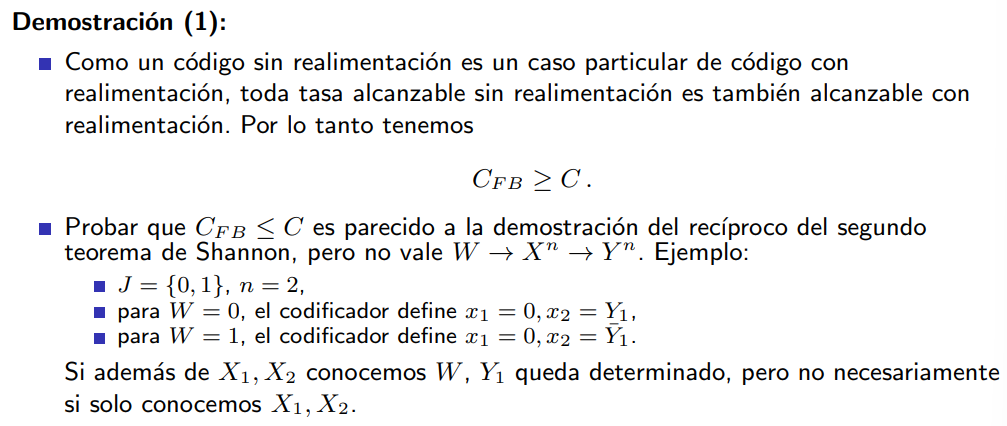 Demostración (1):
■ Como un código sin realimentación es un caso particular de código con
realimentación, toda tasa alcanzable sin realimentación es también alcanzable con
realimentación. Por lo tanto tenemos
C_{FB} ≥ C .
■ Probar que C_{FB} ≤ C es parecido a la demostración del recíproco del segundo
teorema de Shannon, pero no vale W → X^n → Y^n. Ejemplo:
■ J = {0, 1}, n = 2,
■ para W = 0, el codificador define x_1 = 0, x_2 = Y_1,
■ para W = 1, el codificador define x_1 = 0, x_2 = Ȳ_1.
Si además de X_1, X_2 conocemos W, Y_1 queda determinado, pero no necesariamente
si solo conocemos X_1, X_2.